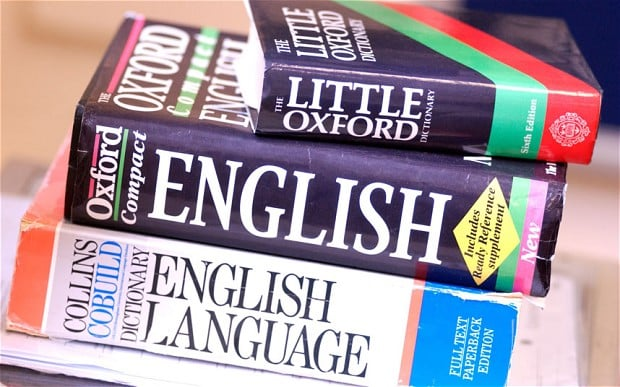 THE
LITTLE
OXFORD
DICTIONARY
THE
LITTLE
OXFORD
DICTIONARY
Sixth Edition
THE
OXFORD
Compact
ENGLISH
Oxford
Compact
ENGLISH
Includes
Ready Reference
supplement
New
COLLINS
COBUILD
DICTIONARY
ENGLISH
LANGUAGE
FULL TEXT
PAPERBACK
EDITION